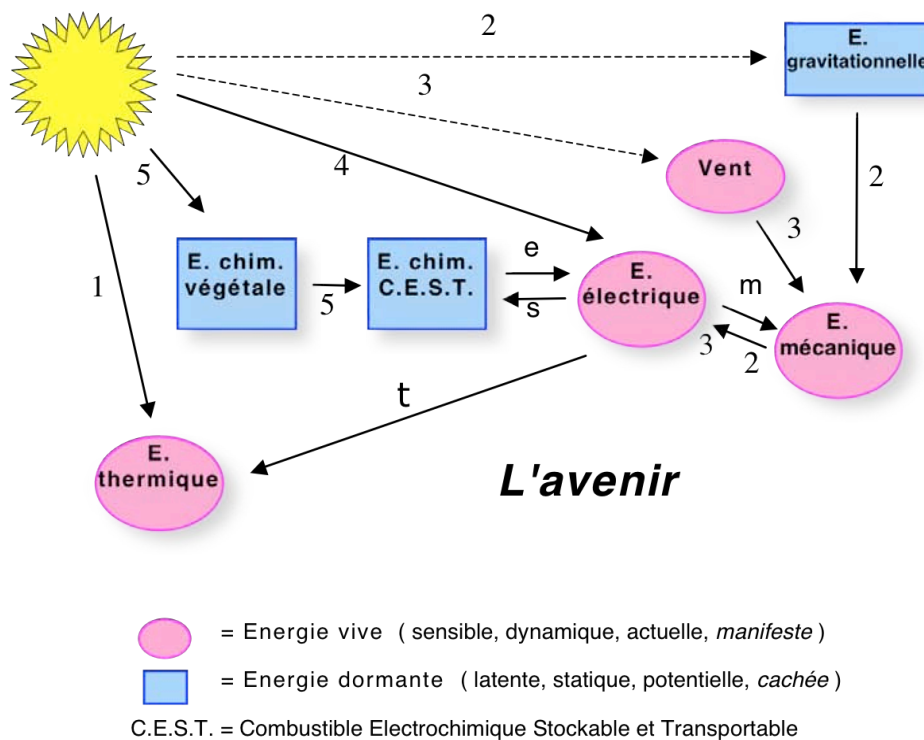 2
E.
gravitationnelle
3
4
5
Vent
2
3
E. chim.
végétale
E. chim.
C.E.S.T.
e
E.
électrique
1
5
s
m
E.
mécanique
3
2
t
E.
thermique
L'avenir
= Energie vive ( sensible, dynamique, actuelle, manifeste )
= Energie dormante ( latente, statique, potentielle, cachée )
C.E.S.T. = Combustible Electrochimique Stockable et Transportable